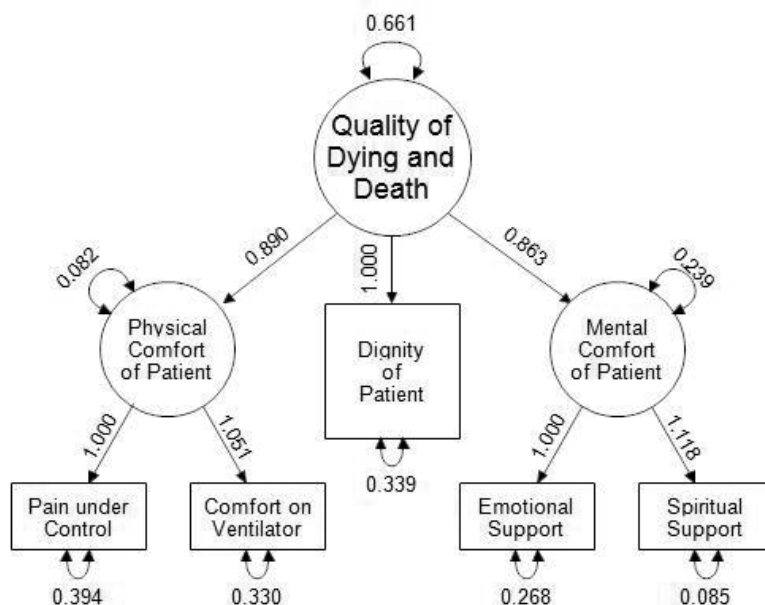 0.661
Quality of
Dying and
Death
0.890
1.000
0.863
0.082
0.239
Physical
Comfort
of Patient
Dignity
of
Patient
Mental
Comfort
of Patient
1.000
1.051
0.339
1.000
1.118
Pain under
Control
Comfort on
Ventilator
Emotional
Support
Spiritual
Support
0.394
0.330
0.268
0.085